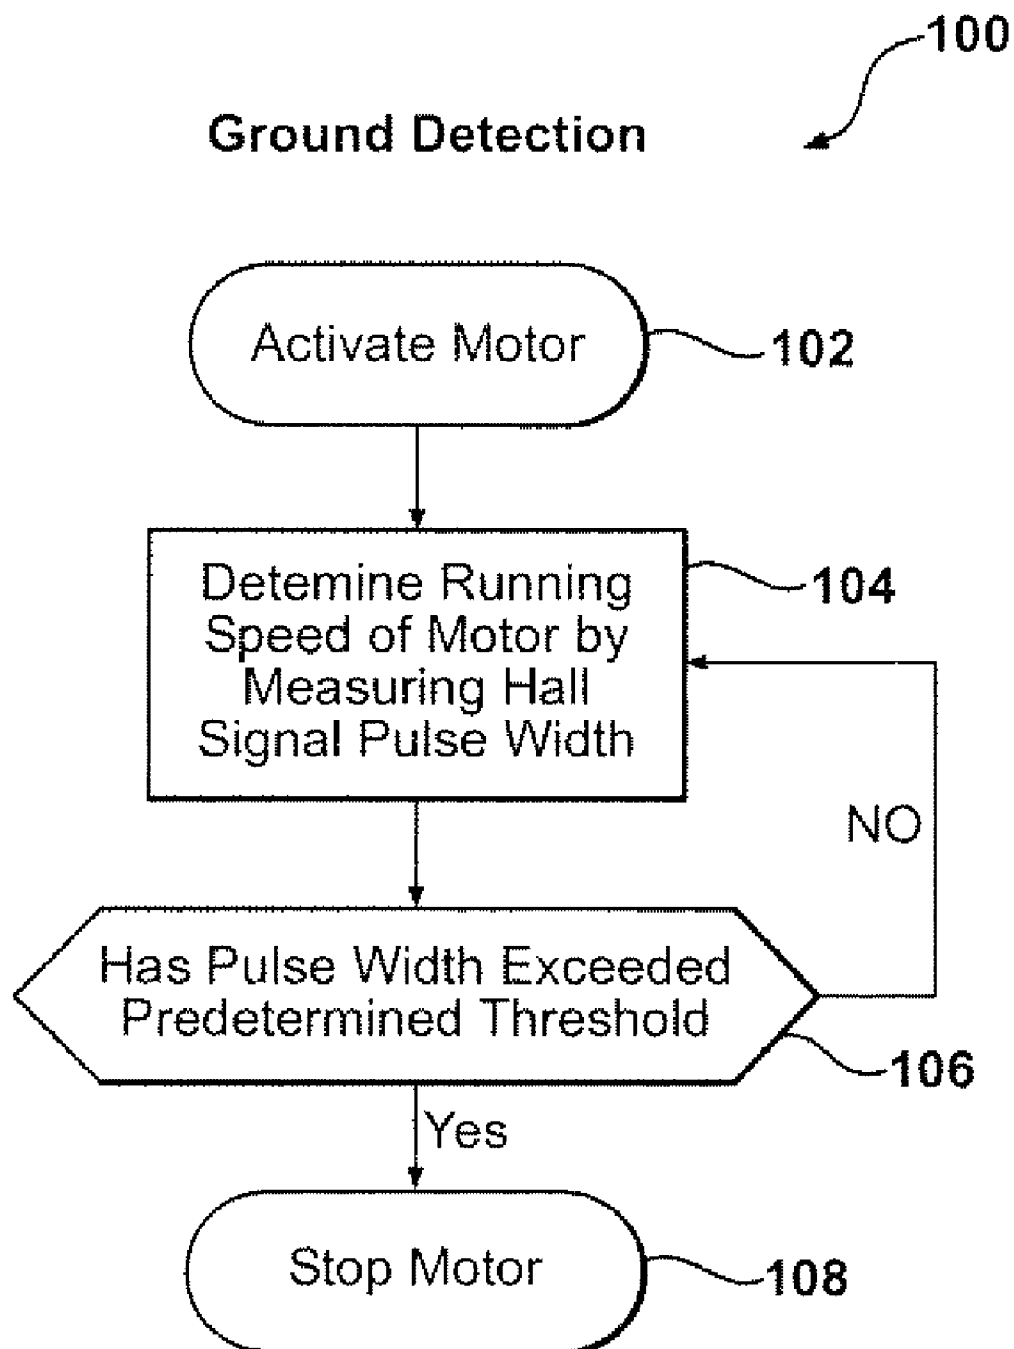 100
Ground Detection
Activate Motor
102
Detemine Running
Speed of Motor by
Measuring Hall
Signal Pulse Width
104
NO
Has Pulse Width Exceeded
Predetermined Threshold
106
Yes
Stop Motor
108